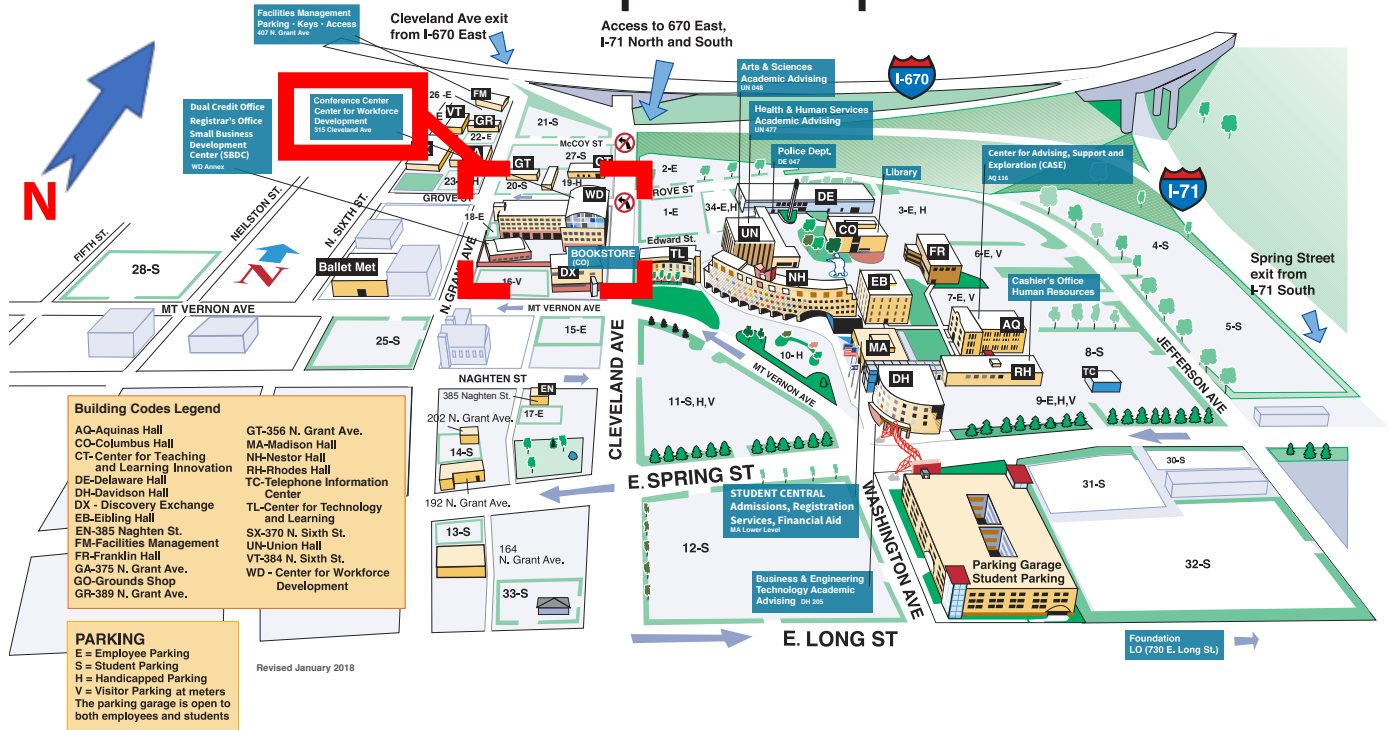 Facilities Management
Parking • Keys • Access
407 N. Grant Ave
Cleveland Ave exit
from I-670 East
Access to 670 East,
I-71 North and South
Arts & Sciences
Academic Advising
UN 048
I-670
Health & Human Services
Academic Advising
UN 477
Police Dept.
DE 047
Library
Center for Advising, Support and
Exploration (CASE)
AQ 116
I-71
Dual Credit Office
Registrar's Office
Small Business
Development
Center (SBDC)
WD Annex
Conference Center
Center for Workforce
Development
315 Cleveland Ave
26 -E
FM
VT
GR
22-E
21-S
McCOY ST
27-S
GT
CT
23-
H
20-S
19-H
GROVE ST
WD
18-E
2-E
GROVE ST
1-E
34-E, H
DE
3-E, H
CO
UN
FR
6-E, V
4-S
Edward St.
TL
NH
EB
BOOKSTORE
(CO)
DX
16-V
N
NEILSTON ST.
N. SIXTH ST.
FIFTH ST.
N
28-S
Ballet Met
N. GRANT AVE
MT VERNON AVE
MT VERNON AVE
25-S
15-E
CLEVELAND AVE
Cashier's Office
Human Resources
Spring Street
exit from
I-71 South
7-E, V
AQ
MA
10-H
MT VERNON AVE
DH
RH
8-S
TC
5-S
JEFFERSON AVE
9-E,H,V
11-S, H, V
NAGHTEN ST
EN
385 Naghten St.
17-E
202 N. Grant Ave.
14-S
192 N. Grant Ave.
E. SPRING ST
Building Codes Legend
AQ-Aquinas Hall
CO-Columbus Hall
CT-Center for Teaching
and Learning Innovation
DE-Delaware Hall
DH-Davidson Hall
DX - Discovery Exchange
EB-Eibling Hall
EN-385 Naghten St.
FM-Facilities Management
FR-Franklin Hall
GA-375 N. Grant Ave.
GO-Grounds Shop
GR-389 N. Grant Ave.
GT-356 N. Grant Ave.
MA-Madison Hall
NH-Nestor Hall
RH-Rhodes Hall
TC-Telephone Information
Center
TL-Center for Technology
and Learning
SX-370 N. Sixth St.
UN-Union Hall
VT-384 N. Sixth St.
WD - Center for Workforce
Development
STUDENT CENTRAL
Admissions, Registration
Services, Financial Aid
MA Lower Level
WASHINGTON AVE
30-S
31-S
32-S
13-S
164
N. Grant Ave.
33-S
12-S
Parking Garage
Student Parking
Business & Engineering
Technology Academic
Advising DH 205
E. LONG ST
Foundation
LO (730 E. Long St.)
PARKING
E = Employee Parking
S = Student Parking
H = Handicapped Parking
V = Visitor Parking at meters
The parking garage is open to
both employees and students
Revised January 2018